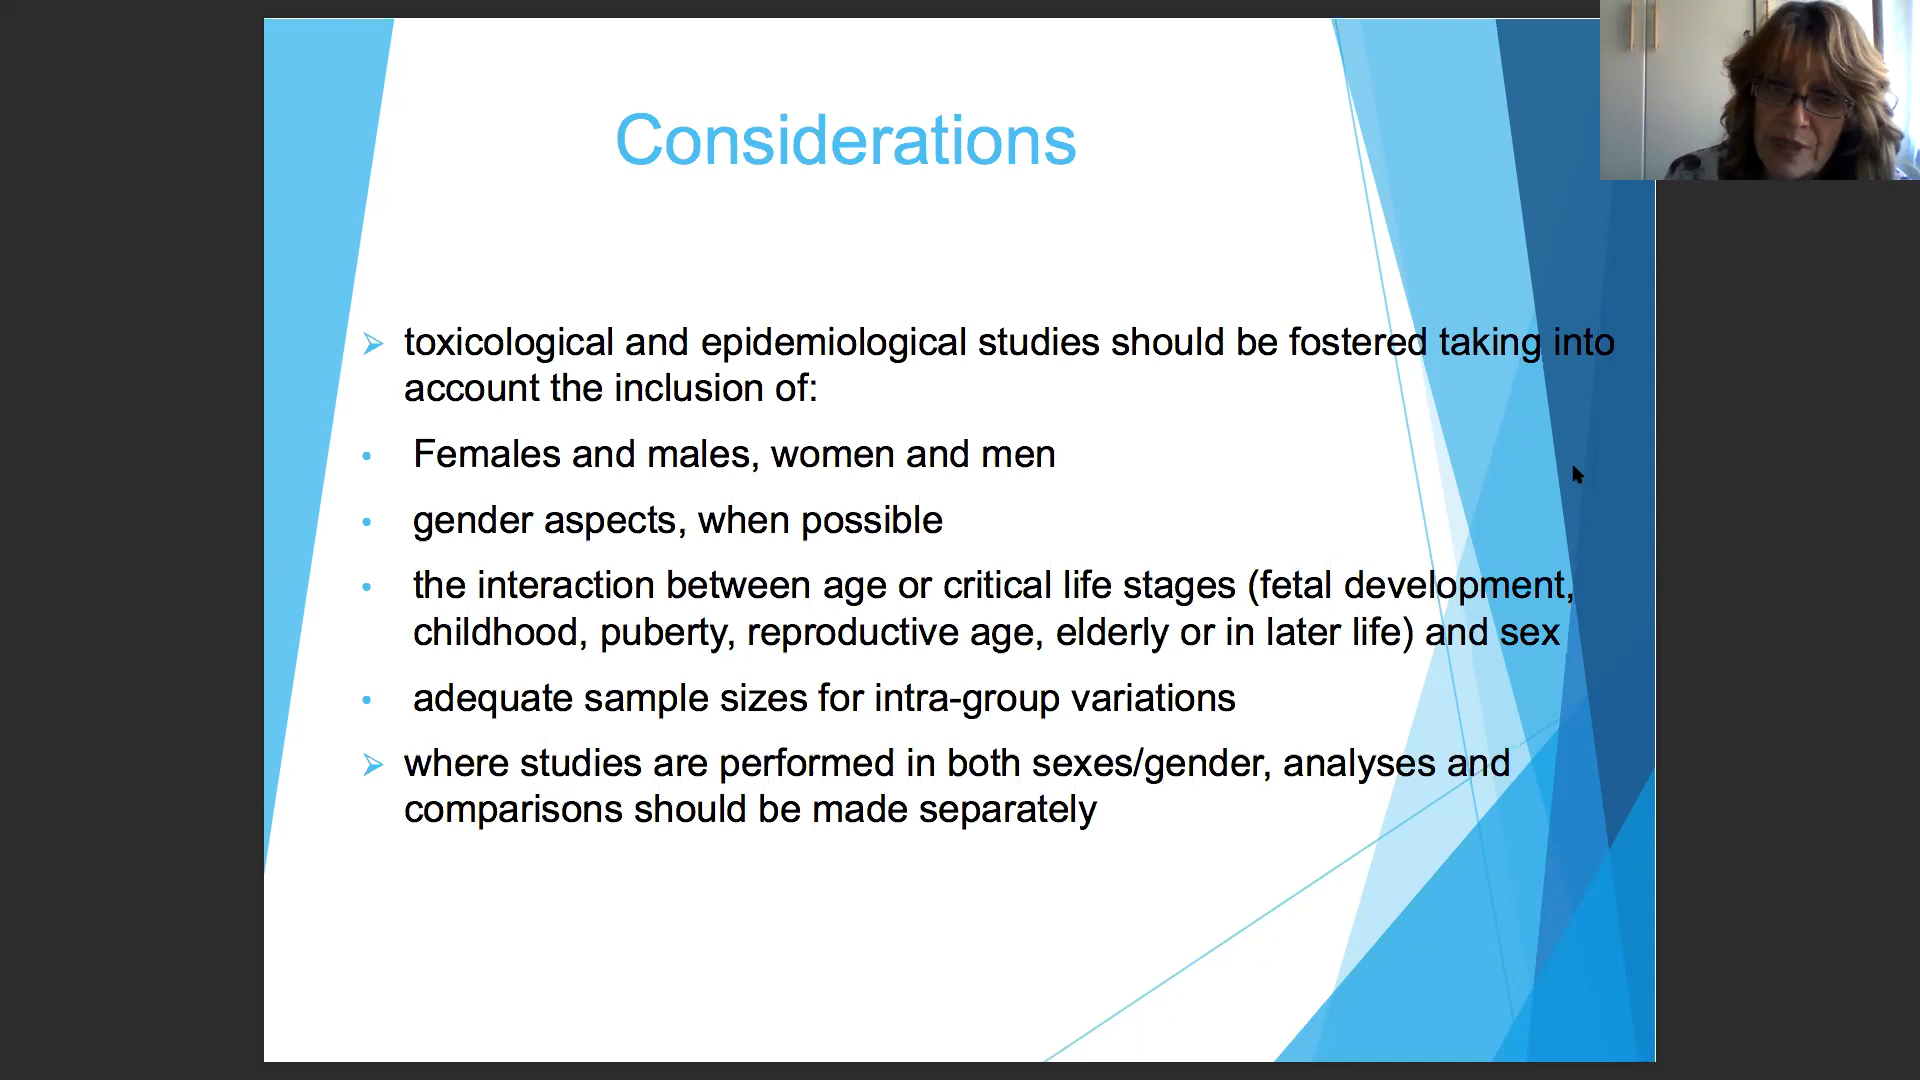 Considerations
➢ toxicological and epidemiological studies should be fostered taking into
account the inclusion of:
• Females and males, women and men
• gender aspects, when possible
• the interaction between age or critical life stages (fetal development,
childhood, puberty, reproductive age, elderly or in later life) and sex
• adequate sample sizes for intra-group variations
➢ where studies are performed in both sexes/gender, analyses and
comparisons should be made separately